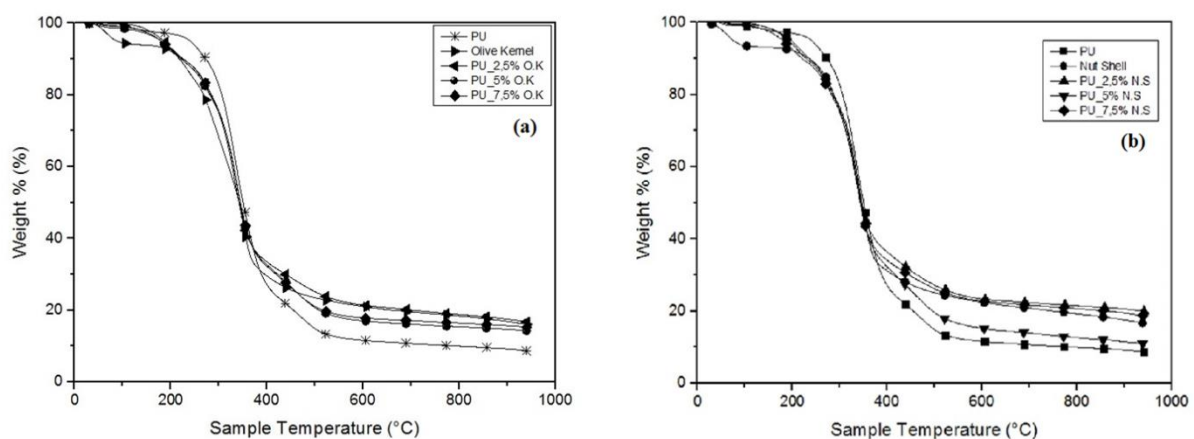 100
80
60
40
20
0
Weight % (%)
0
200
400
600
800
1000
Sample Temperature (°C)
PU
Olive Kernel
PU_2,5% O.K
PU_5% O.K
PU_7,5% O.K
(a)
100
80
60
40
20
0
Weight % (%)
0
200
400
600
800
1000
Sample Temperature (°C)
PU
Nut Shell
PU_2,5% N.S
PU_5% N.S
PU_7,5% N.S
(b)